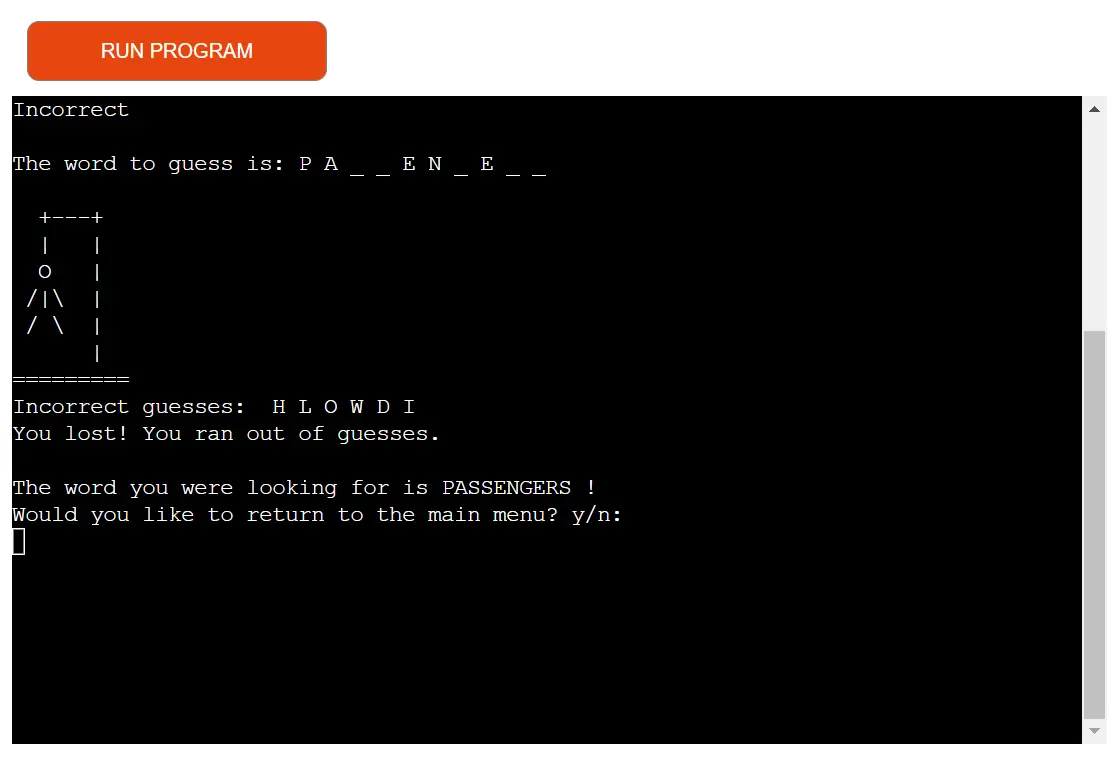 RUN PROGRAM
Incorrect
The word to guess is: P A _ _ E N _ E _ _
  +---+
  |   |
  O   |
 /|\  |
 / \  |
      |
=========
Incorrect guesses:  H L O W D I
You lost! You ran out of guesses.
The word you were looking for is PASSENGERS !
Would you like to return to the main menu? y/n: